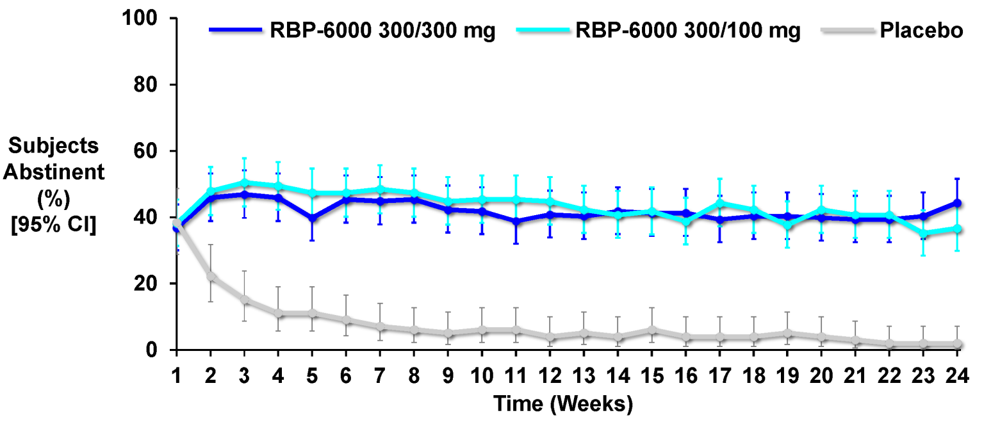 100
RBP-6000 300/300 mg RBP-6000 300/100 mg Placebo
80
60
Subjects
Abstinent
(%)
[95% CI]
40
20
0
1 2 3 4 5 6 7 8 9 10 11 12 13 14 15 16 17 18 19 20 21 22 23 24
Time (Weeks)